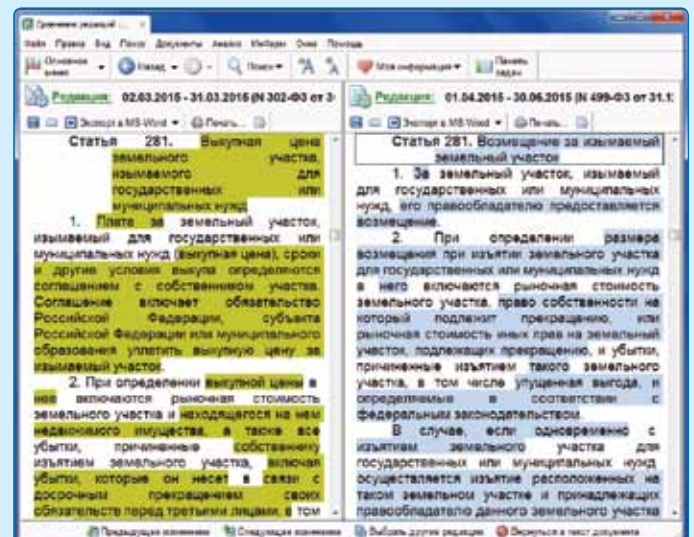 Сравнение редакций
Файл Правка Вид Поиск Документы Анализ Окна Помощь
Основное меню Назад Поиск Моя информация Панель задач
Редакция: 02.03.2015 - 31.03.2015 (N 302-ФЗ от 3
Экспорт в MS-Word Печать
Статья 281. Выкупная цена
земельного участка,
изымаемого для
государственных или
муниципальных нужд
1. Плата за земельный участок,
изымаемый для государственных или
муниципальных нужд (выкупная цена), сроки
и другие условия выкупа определяются
соглашением с собственником участка.
Соглашение включает обязательство
Российской Федерации, субъекта
Российской Федерации или муниципального
образования уплатить выкупную цену за
изымаемый участок.
2. При определении выкупной цены в
нее включаются рыночная стоимость
земельного участка и находящегося на нем
недвижимого имущества, а также все
убытки, причиненные собственнику
изъятием земельного участка, включая
убытки, которые он несет в связи с
досрочным прекращением своих
обязательств перед третьими лицами, в том
Редакция: 01.04.2015 - 30.06.2015 (N 499-ФЗ от 31.1
Экспорт в MS-Word Печать
Статья 281. Возмещение за изымаемый
земельный участок
1. За земельный участок, изымаемый
для государственных или муниципальных
нужд, его правообладателю предоставляется
возмещение.
2. При определении размера
возмещения при изъятии земельного участка
для государственных или муниципальных нужд
в него включаются рыночная стоимость
земельного участка, право собственности на
который подлежит прекращению, или
рыночная стоимость иных прав на земельный
участок, подлежащих прекращению, и убытки,
причиненные изъятием такого земельного
участка, в том числе упущенная выгода, и
определяемые в соответствии с
федеральным законодательством.
В случае, если одновременно с
изъятием земельного участка для
государственных или муниципальных нужд
осуществляется изъятие расположенных на
таком земельном участке и принадлежащих
правообладателю данного земельного участка
Предыдущее изменение Следующее изменение Выбрать другие редакции Вернуться в текст документа